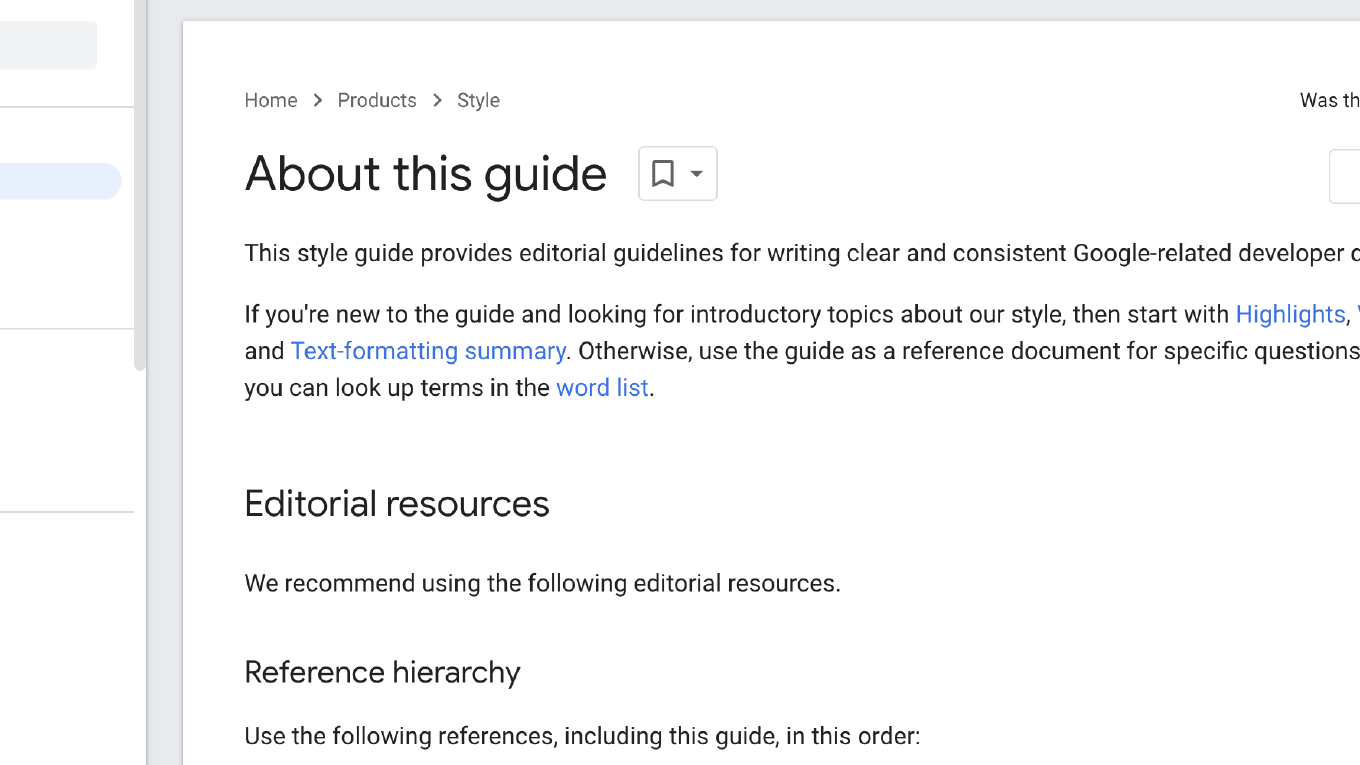 Home > Products > Style
Was
About this guide
This style guide provides editorial guidelines for writing clear and consistent Google-related developer
If you're new to the guide and looking for introductory topics about our style, then start with Highlights,
and Text-formatting summary. Otherwise, use the guide as a reference document for specific questions
you can look up terms in the word list.
Editorial resources
We recommend using the following editorial resources.
Reference hierarchy
Use the following references, including this guide, in this order: